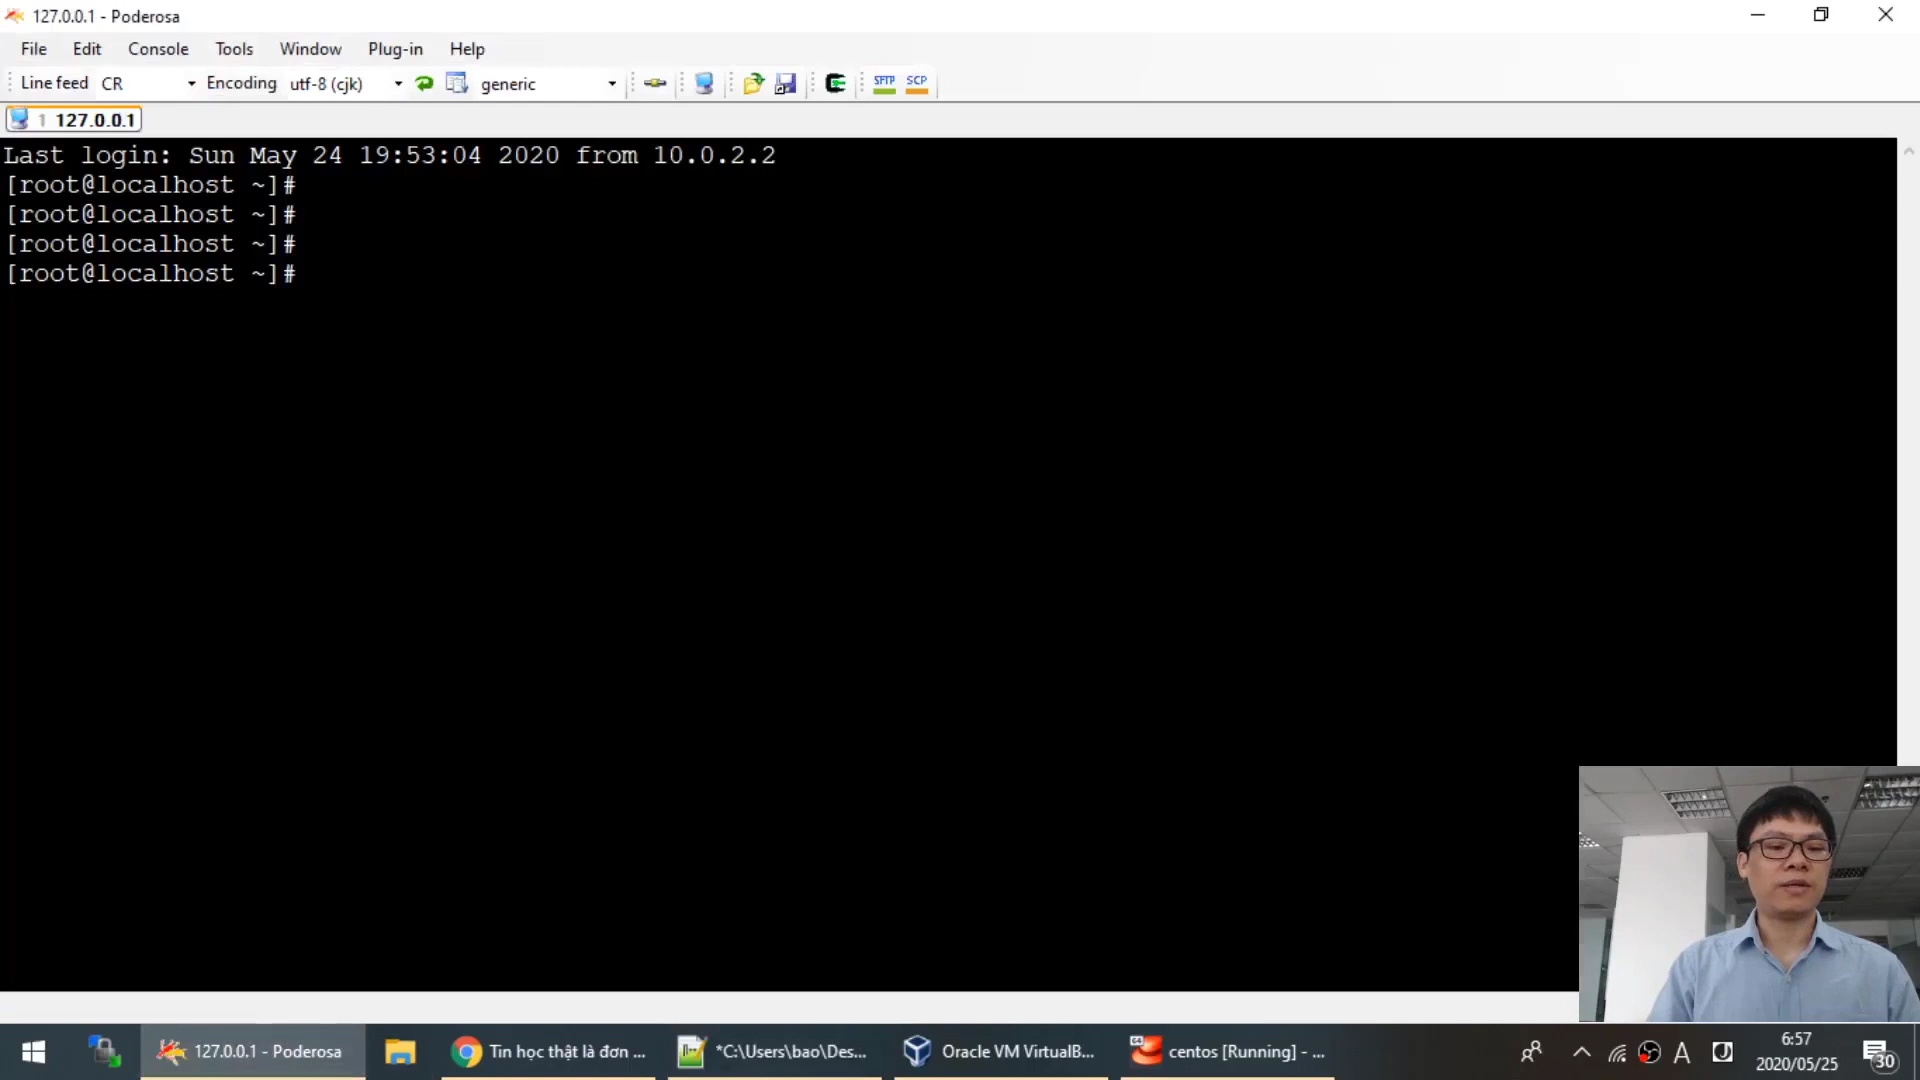 127.0.0.1 - Poderosa
File Edit Console Tools Window Plug-in Help
Line feed CR Encoding utf-8 (cjk) generic SFTP SCP
1 127.0.0.1
Last login: Sun May 24 19:53:04 2020 from 10.0.2.2
[root@localhost ~]#
[root@localhost ~]#
[root@localhost ~]#
[root@localhost ~]#
127.0.0.1 - Poderosa Tin học thật là đơn ... *C:\Users\bao\Des... Oracle VM VirtualB... 64 centos [Running] - ... A 6:57
2020/05/25 30